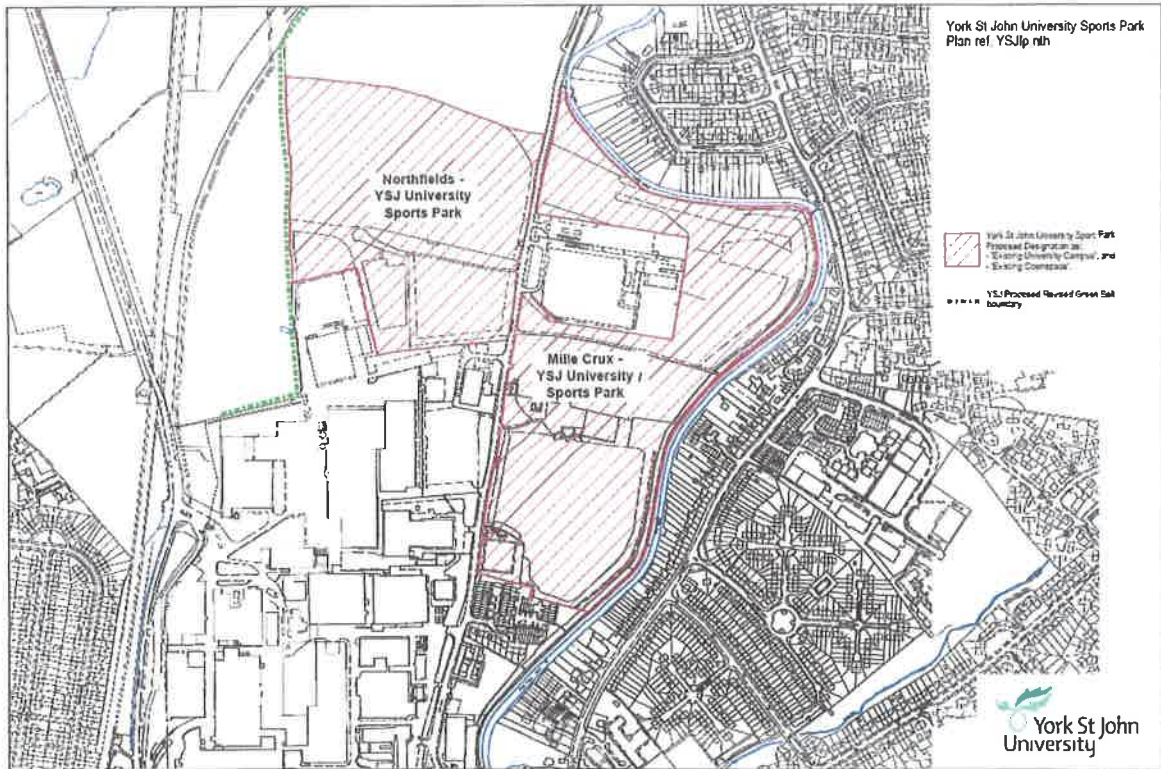 York St John University Sports Park
Plan ref. YSJlp nth
Northfields -
YSJ University
Sports Park
York St John University Sport Park
Proposed Designation as:
- 'Existing University Campus', and
- 'Existing Openspace'.
YSJ Proposed Revised Green Belt
boundary
Mille Crux -
YSJ University /
Sports Park
York St John
University